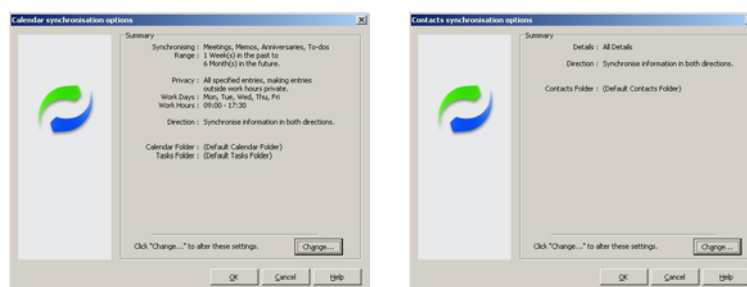 Calendar synchronisation options
Summary
Synchronising : Meetings, Memos, Anniversaries, To-dos
Range : 1 Week(s) in the past to
6 Month(s) in the future.
Privacy : All specified entries, making entries
outside work hours private.
Work Days : Mon, Tue, Wed, Thu, Fri
Work Hours : 09:00 - 17:30
Direction : Synchronise information in both directions.
Calendar Folder : (Default Calendar Folder)
Tasks Folder : (Default Tasks Folder)
Click "Change..." to alter these settings.
Change...
OK Cancel Help
Contacts synchronisation options
Summary
Details : All Details
Direction : Synchronise information in both directions.
Contacts Folder : (Default Contacts Folder)
Click "Change..." to alter these settings.
Change...
OK Cancel Help